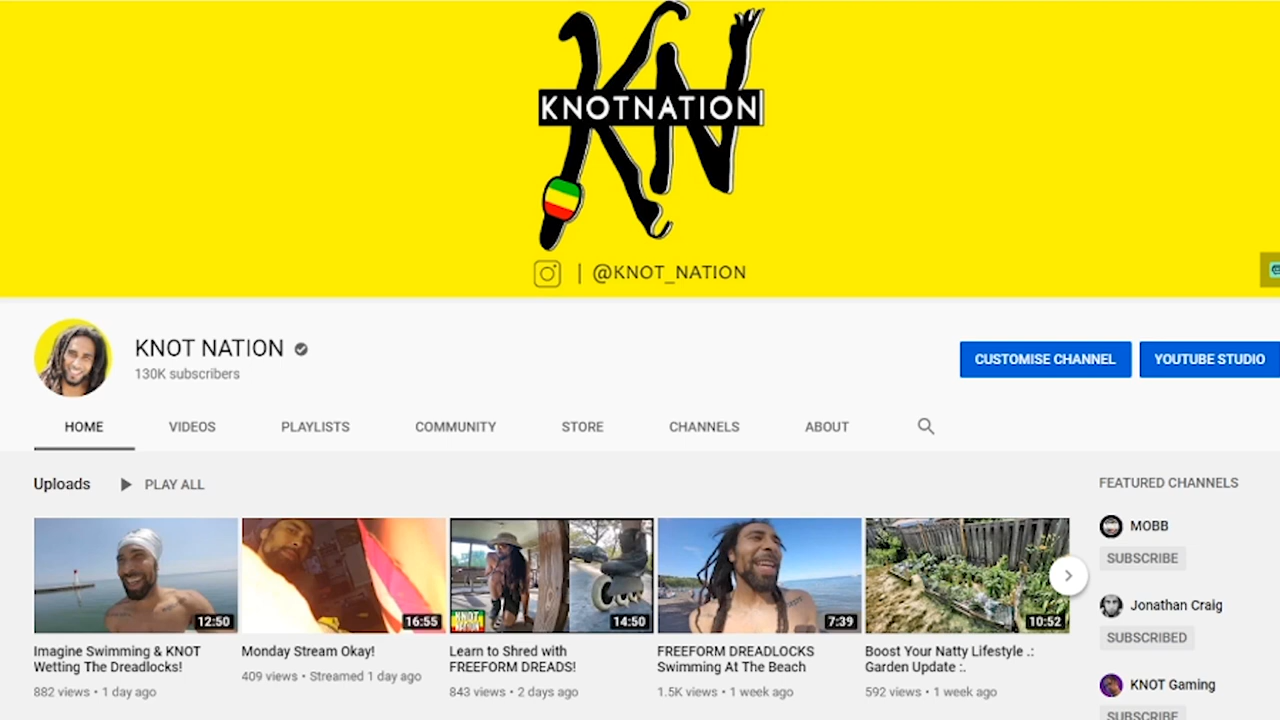 KN
KNOTNATION
| @KNOT_NATION
KNOT NATION
130K subscribers
CUSTOMISE CHANNEL
YOUTUBE STUDIO
HOME
VIDEOS
PLAYLISTS
COMMUNITY
STORE
CHANNELS
ABOUT
Uploads
PLAY ALL
FEATURED CHANNELS
12:50
Imagine Swimming & KNOT
Wetting The Dreadlocks!
882 views • 1 day ago
16:55
Monday Stream Okay!
409 views • Streamed 1 day ago
KNOT
NATION
14:50
Learn to Shred with
FREEFORM DREADS!
843 views • 2 days ago
7:39
FREEFORM DREADLOCKS
Swimming At The Beach
1.5K views • 1 week ago
10:52
Boost Your Natty Lifestyle .:
Garden Update :.
592 views • 1 week ago
MOBB
SUBSCRIBE
Jonathan Craig
SUBSCRIBED
KNOT Gaming
SUBSCRIBE